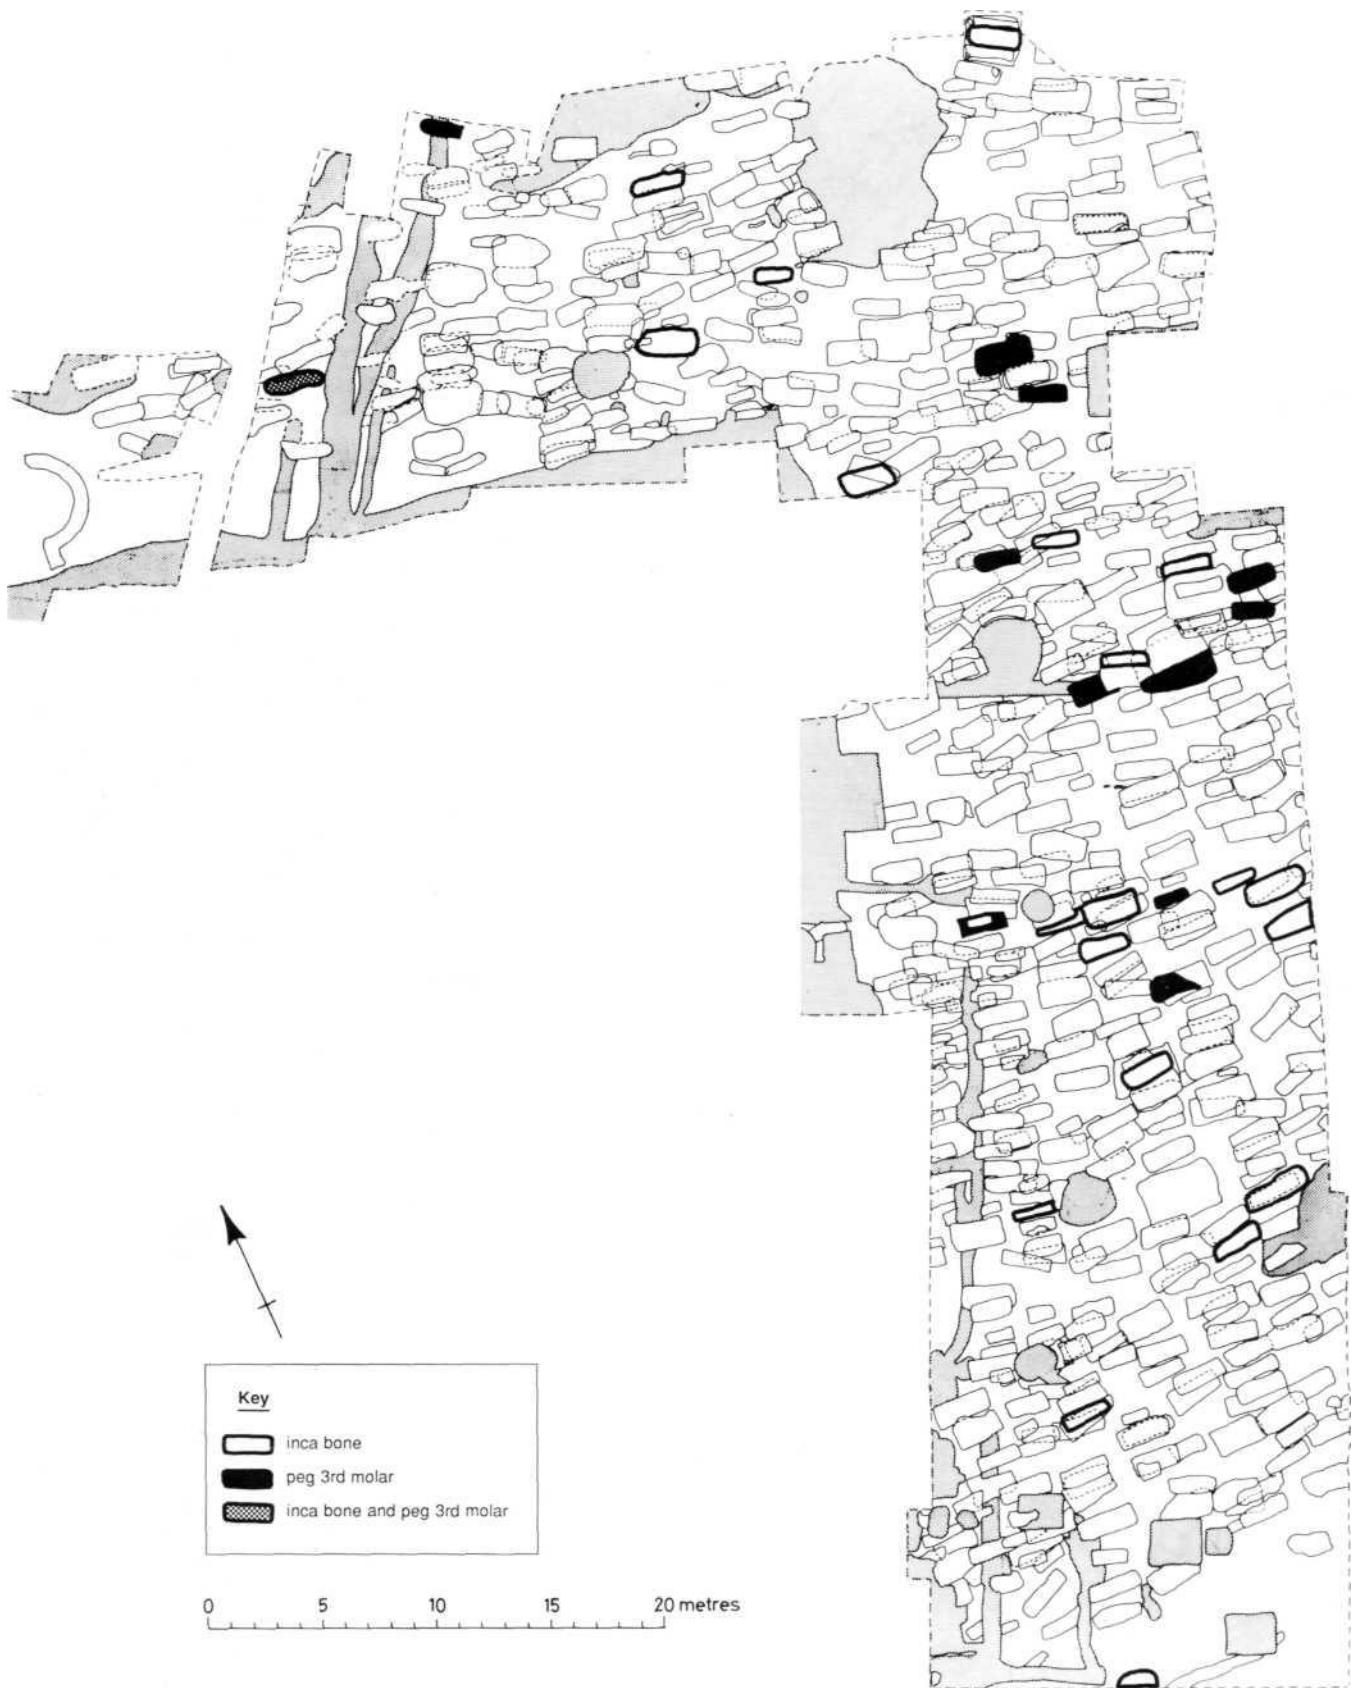 Key
inca bone
peg 3rd molar
inca bone and peg 3rd molar
0 5 10 15 20 metres